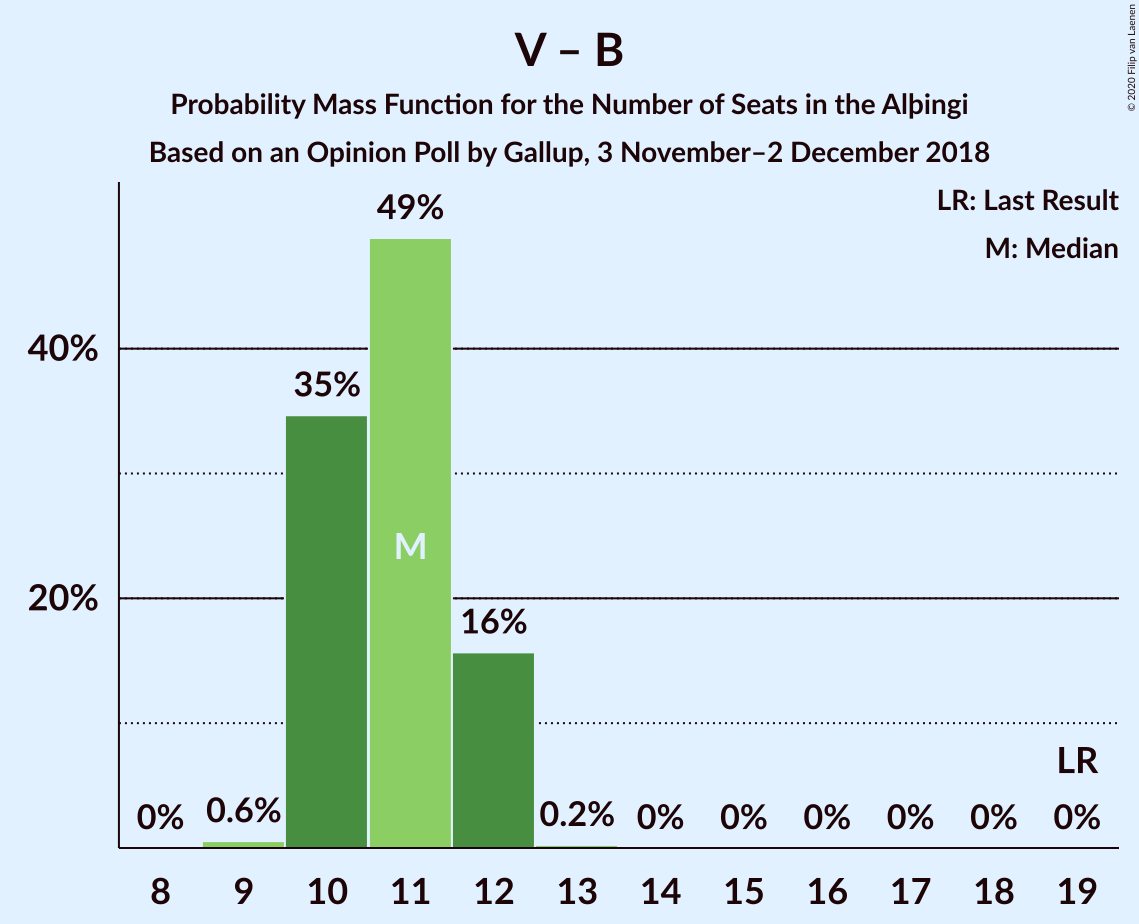 V – B
Probability Mass Function for the Number of Seats in the Alþingi
Based on an Opinion Poll by Gallup, 3 November–2 December 2018
© 2020 Filip van Laenen
LR: Last Result
M: Median
49%
40%
35%
M
20%
16%
LR
0% 0.6% 0.2% 0% 0% 0% 0% 0% 0%
8 9 10 11 12 13 14 15 16 17 18 19